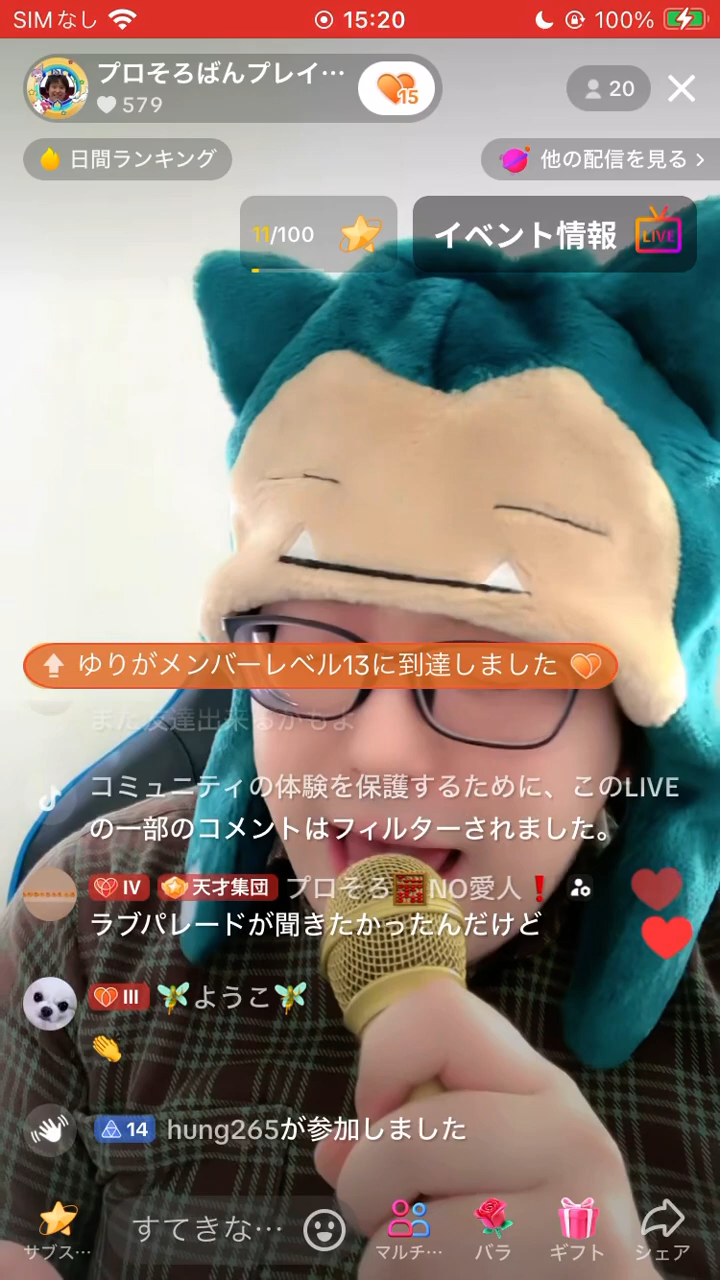 SIMなし 15:20 100%
プロそろばんプレイ…
579
15
20
日間ランキング
他の配信を見る
11/100
イベント情報
LIVE
ゆりがメンバーレベル13に到達しました
また友達出来るかもよ
コミュニティの体験を保護するために、このLIVE
の一部のコメントはフィルターされました。
IV 天才集団 プロそろ🧮NO愛人❗
ラブパレードが聞きたかったんだけど
III 🧚ようこ🧚
👏
14 hung265が参加しました
すてきな…
サブス… マルチ… バラ ギフト シェア